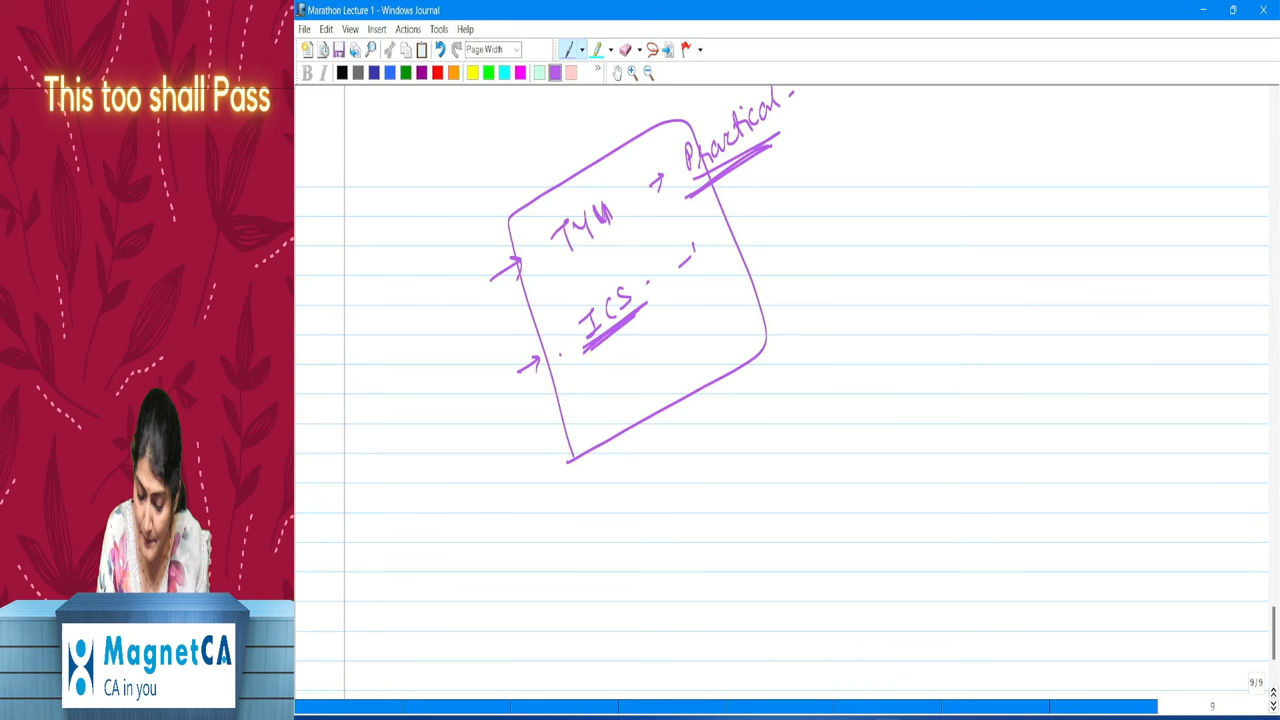 Marathon Lecture 1 - Windows Journal
File Edit View Insert Actions Tools Help
Page Width
B I
This too shall Pass
Practical
ICS
MagnetCA
CA in you
9/9
9